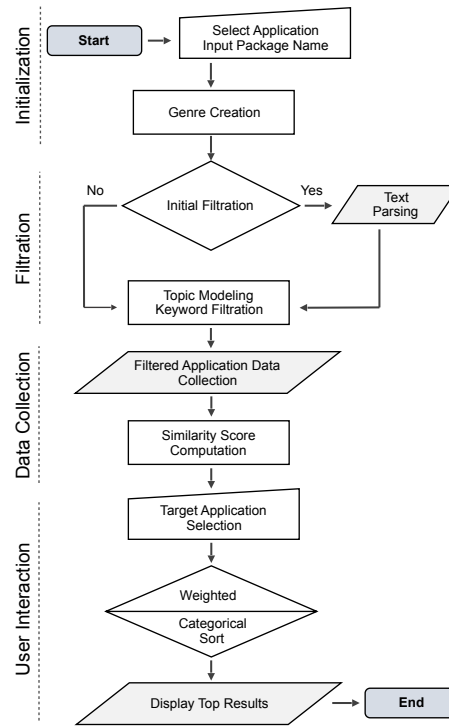 Initialization
Start
Select Application
Input Package Name
Genre Creation
Filtration
No
Initial Filtration
Yes
Text
Parsing
Topic Modeling
Keyword Filtration
Data Collection
Filtered Application Data
Collection
Similarity Score
Computation
User Interaction
Target Application
Selection
Weighted
Categorical
Sort
Display Top Results
End